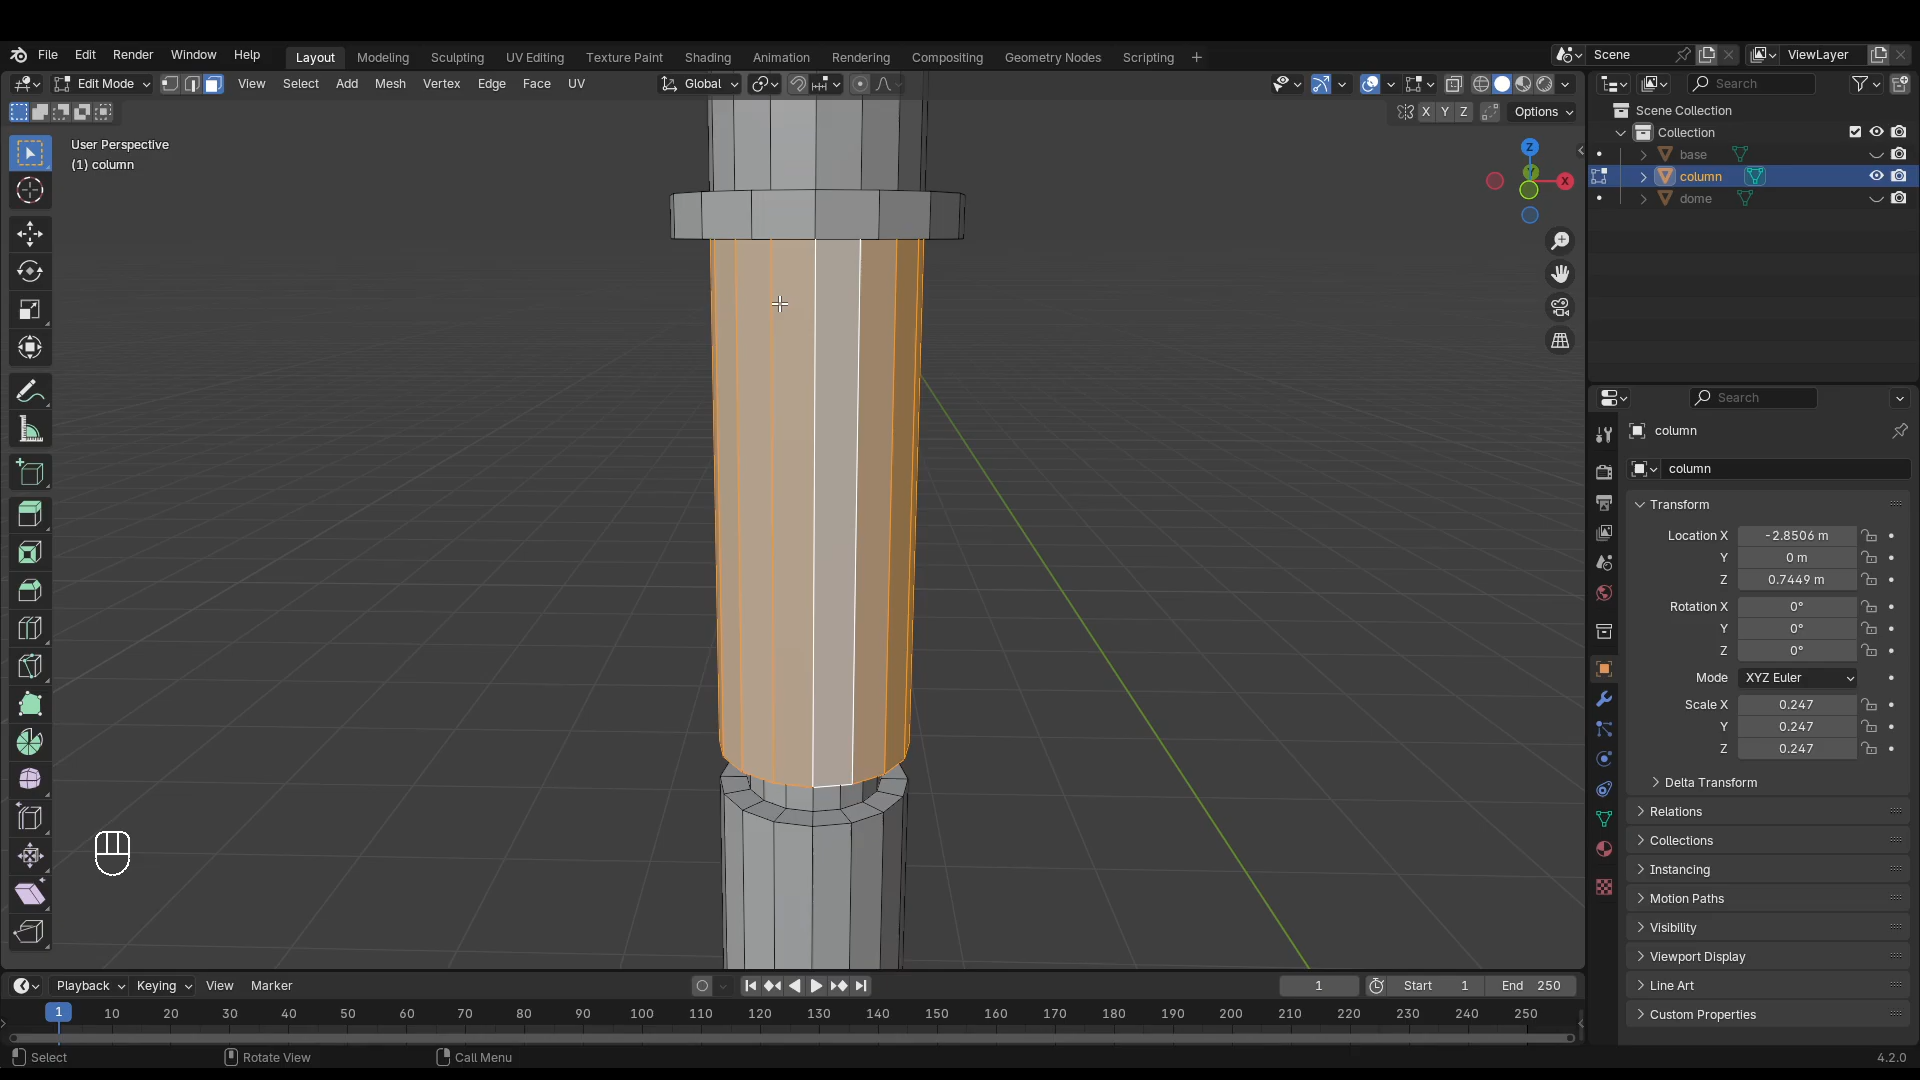 File Edit Render Window Help Layout Modeling Sculpting UV Editing Texture Paint Shading Animation Rendering Compositing Geometry Nodes Scripting + Scene ViewLayer
Edit Mode View Select Add Mesh Vertex Edge Face UV Global Search
X Y Z Options
Scene Collection
Collection
base
column
dome
User Perspective
(1) column
Z
Y
X
Search
column
column
Transform
Location X -2.8506 m
Y 0 m
Z 0.7449 m
Rotation X 0°
Y 0°
Z 0°
Mode XYZ Euler
Scale X 0.247
Y 0.247
Z 0.247
Delta Transform
Relations
Collections
Instancing
Motion Paths
Visibility
Viewport Display
Line Art
Custom Properties
Playback Keying View Marker 1 Start 1 End 250
1 10 20 30 40 50 60 70 80 90 100 110 120 130 140 150 160 170 180 190 200 210 220 230 240 250
Select Rotate View Call Menu 4.2.0